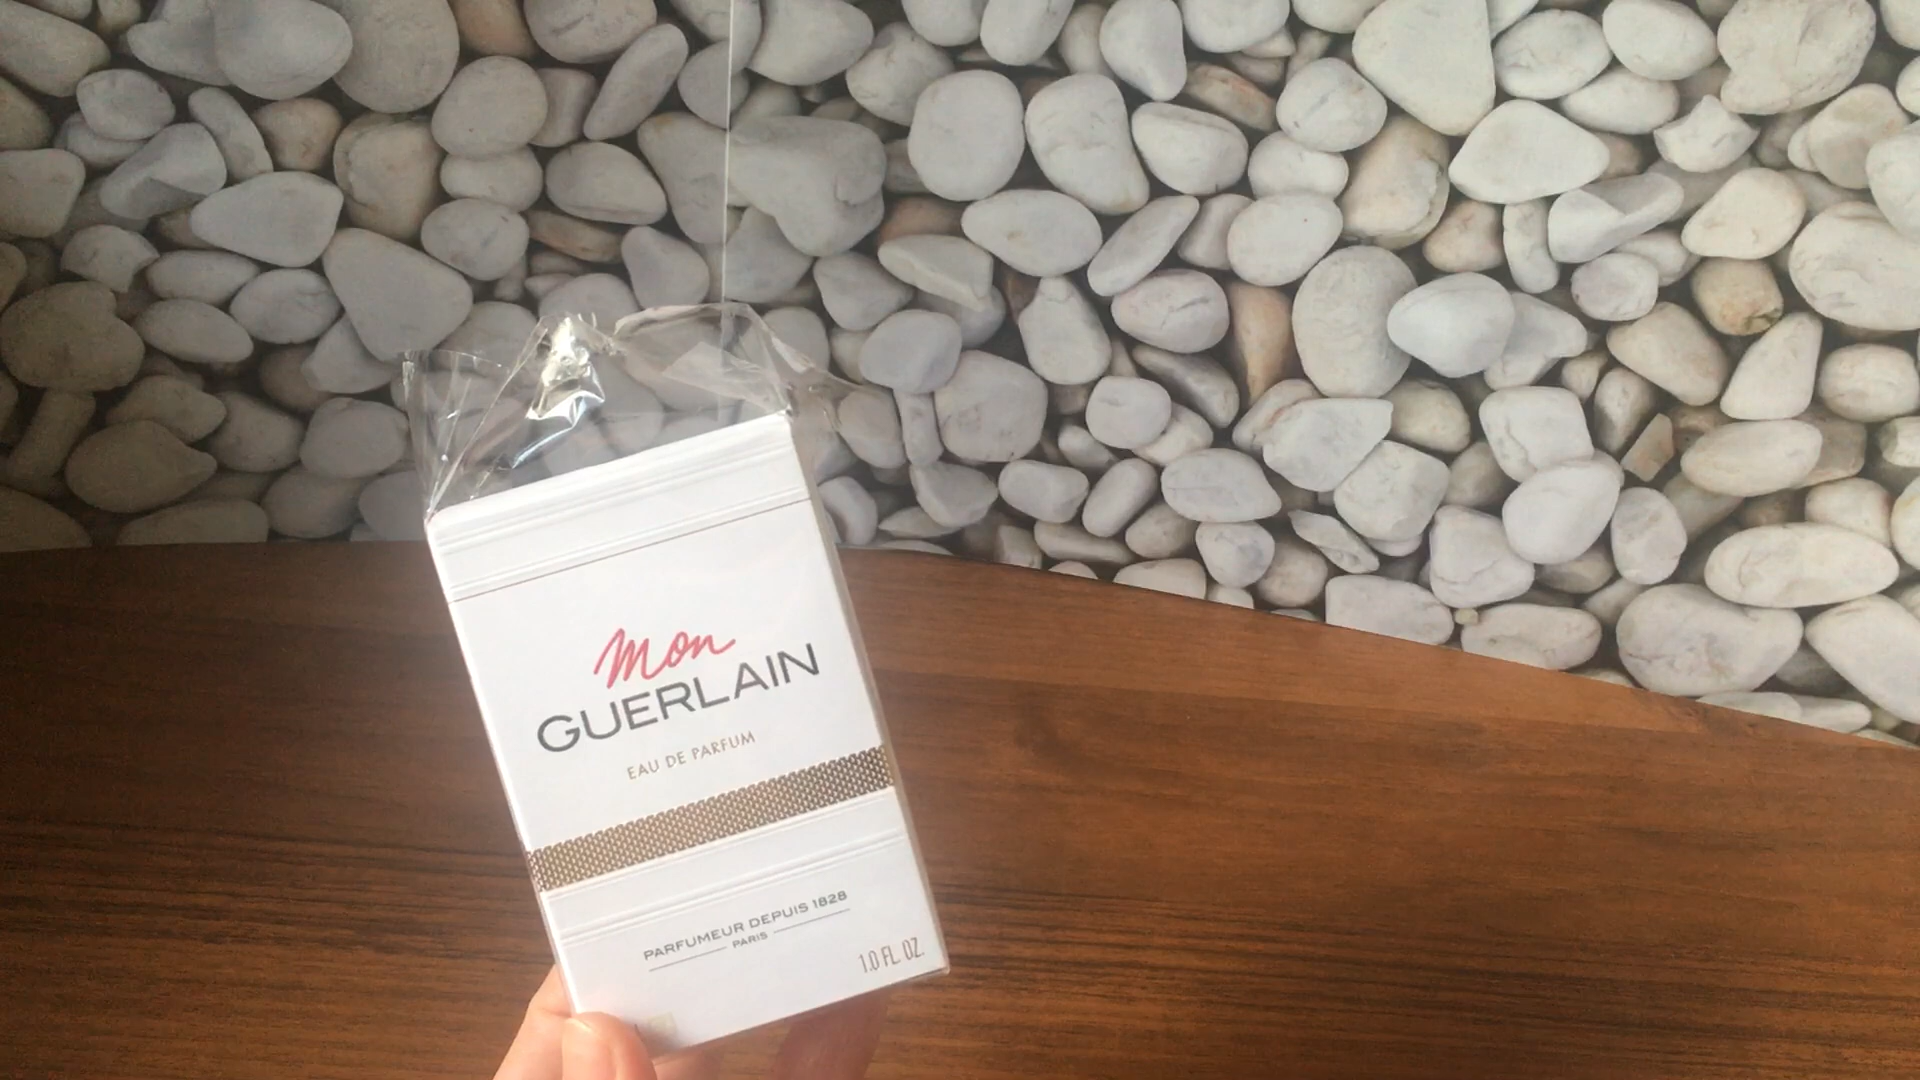 Mon
GUERLAIN
EAU DE PARFUM
PARFUMEUR DEPUIS 1828
PARIS
1.0 FL. OZ.